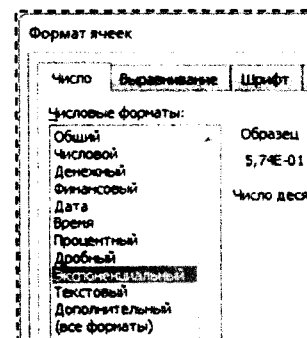 Формат ячеек
Число Выравнивание Шрифт
Числовые форматы:
Общий
Числовой
Денежный
Финансовый
Дата
Время
Процентный
Дробный
Экспоненциальный
Текстовый
Дополнительный
(все форматы)
Образец
5,74E-01
Число деся